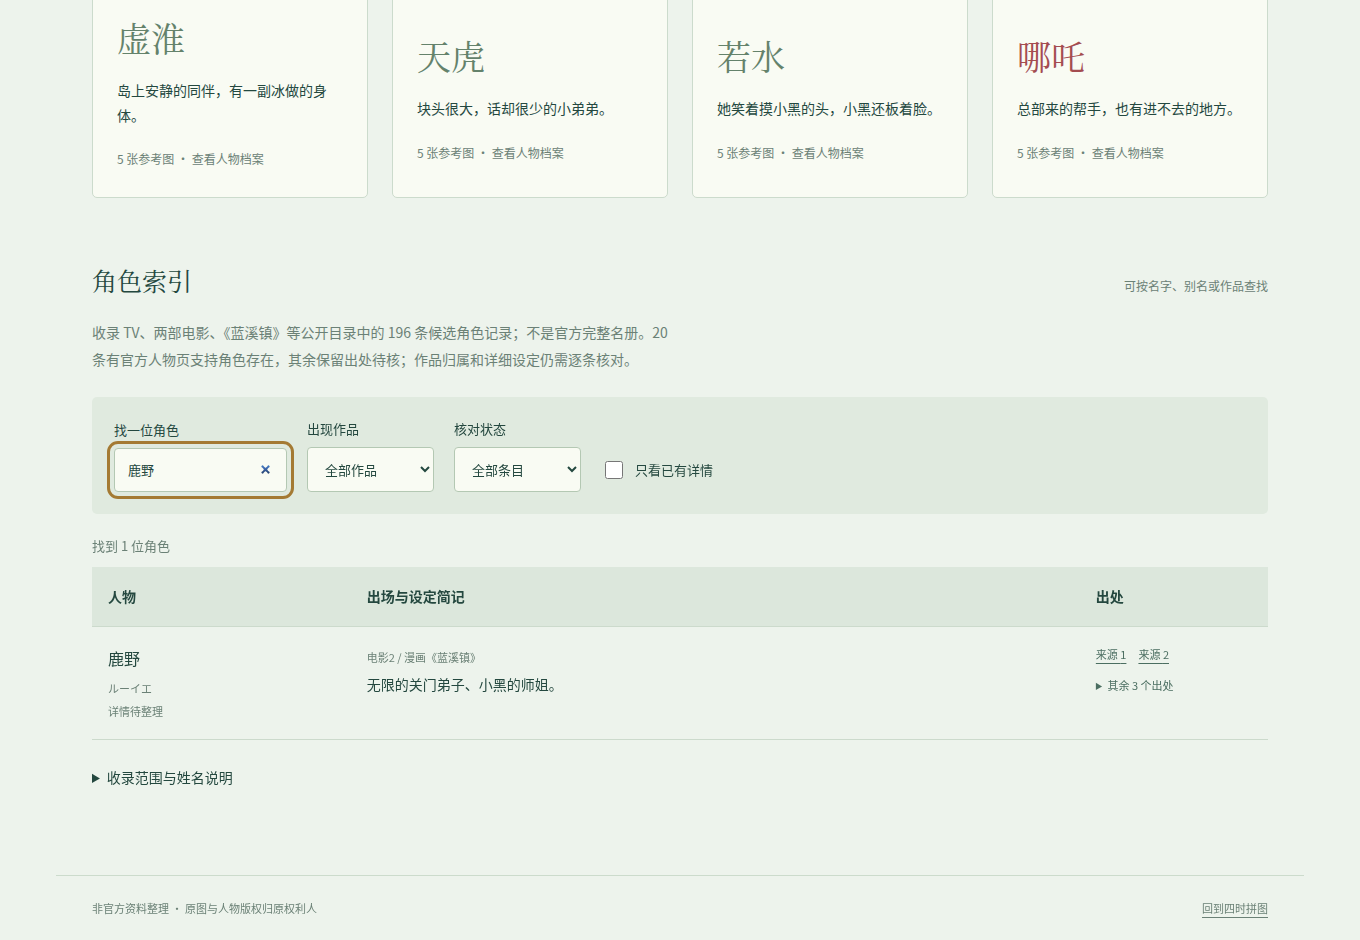 虚淮
岛上安静的同伴，有一副冰做的身
体。
5 张参考图 · 查看人物档案
天虎
块头很大，话却很少的小弟弟。
5 张参考图 · 查看人物档案
若水
她笑着摸小黑的头，小黑还板着脸。
5 张参考图 · 查看人物档案
哪吒
总部来的帮手，也有进不去的地方。
5 张参考图 · 查看人物档案
角色索引
可按名字、别名或作品查找
收录 TV、两部电影、《蓝溪镇》等公开目录中的 196 条候选角色记录；不是官方完整名册。20
条有官方人物页支持角色存在，其余保留出处待核；作品归属和详细设定仍需逐条核对。
找一位角色
出现作品
核对状态
鹿野
全部作品
全部条目
只看已有详情
找到 1 位角色
人物
出场与设定简记
出处
鹿野
ルーイエ
详情待整理
电影2 / 漫画《蓝溪镇》
无限的关门弟子、小黑的师姐。
来源 1
来源 2
▶ 其余 3 个出处
▶ 收录范围与姓名说明
非官方资料整理 · 原图与人物版权归原权利人
回到四时拼图